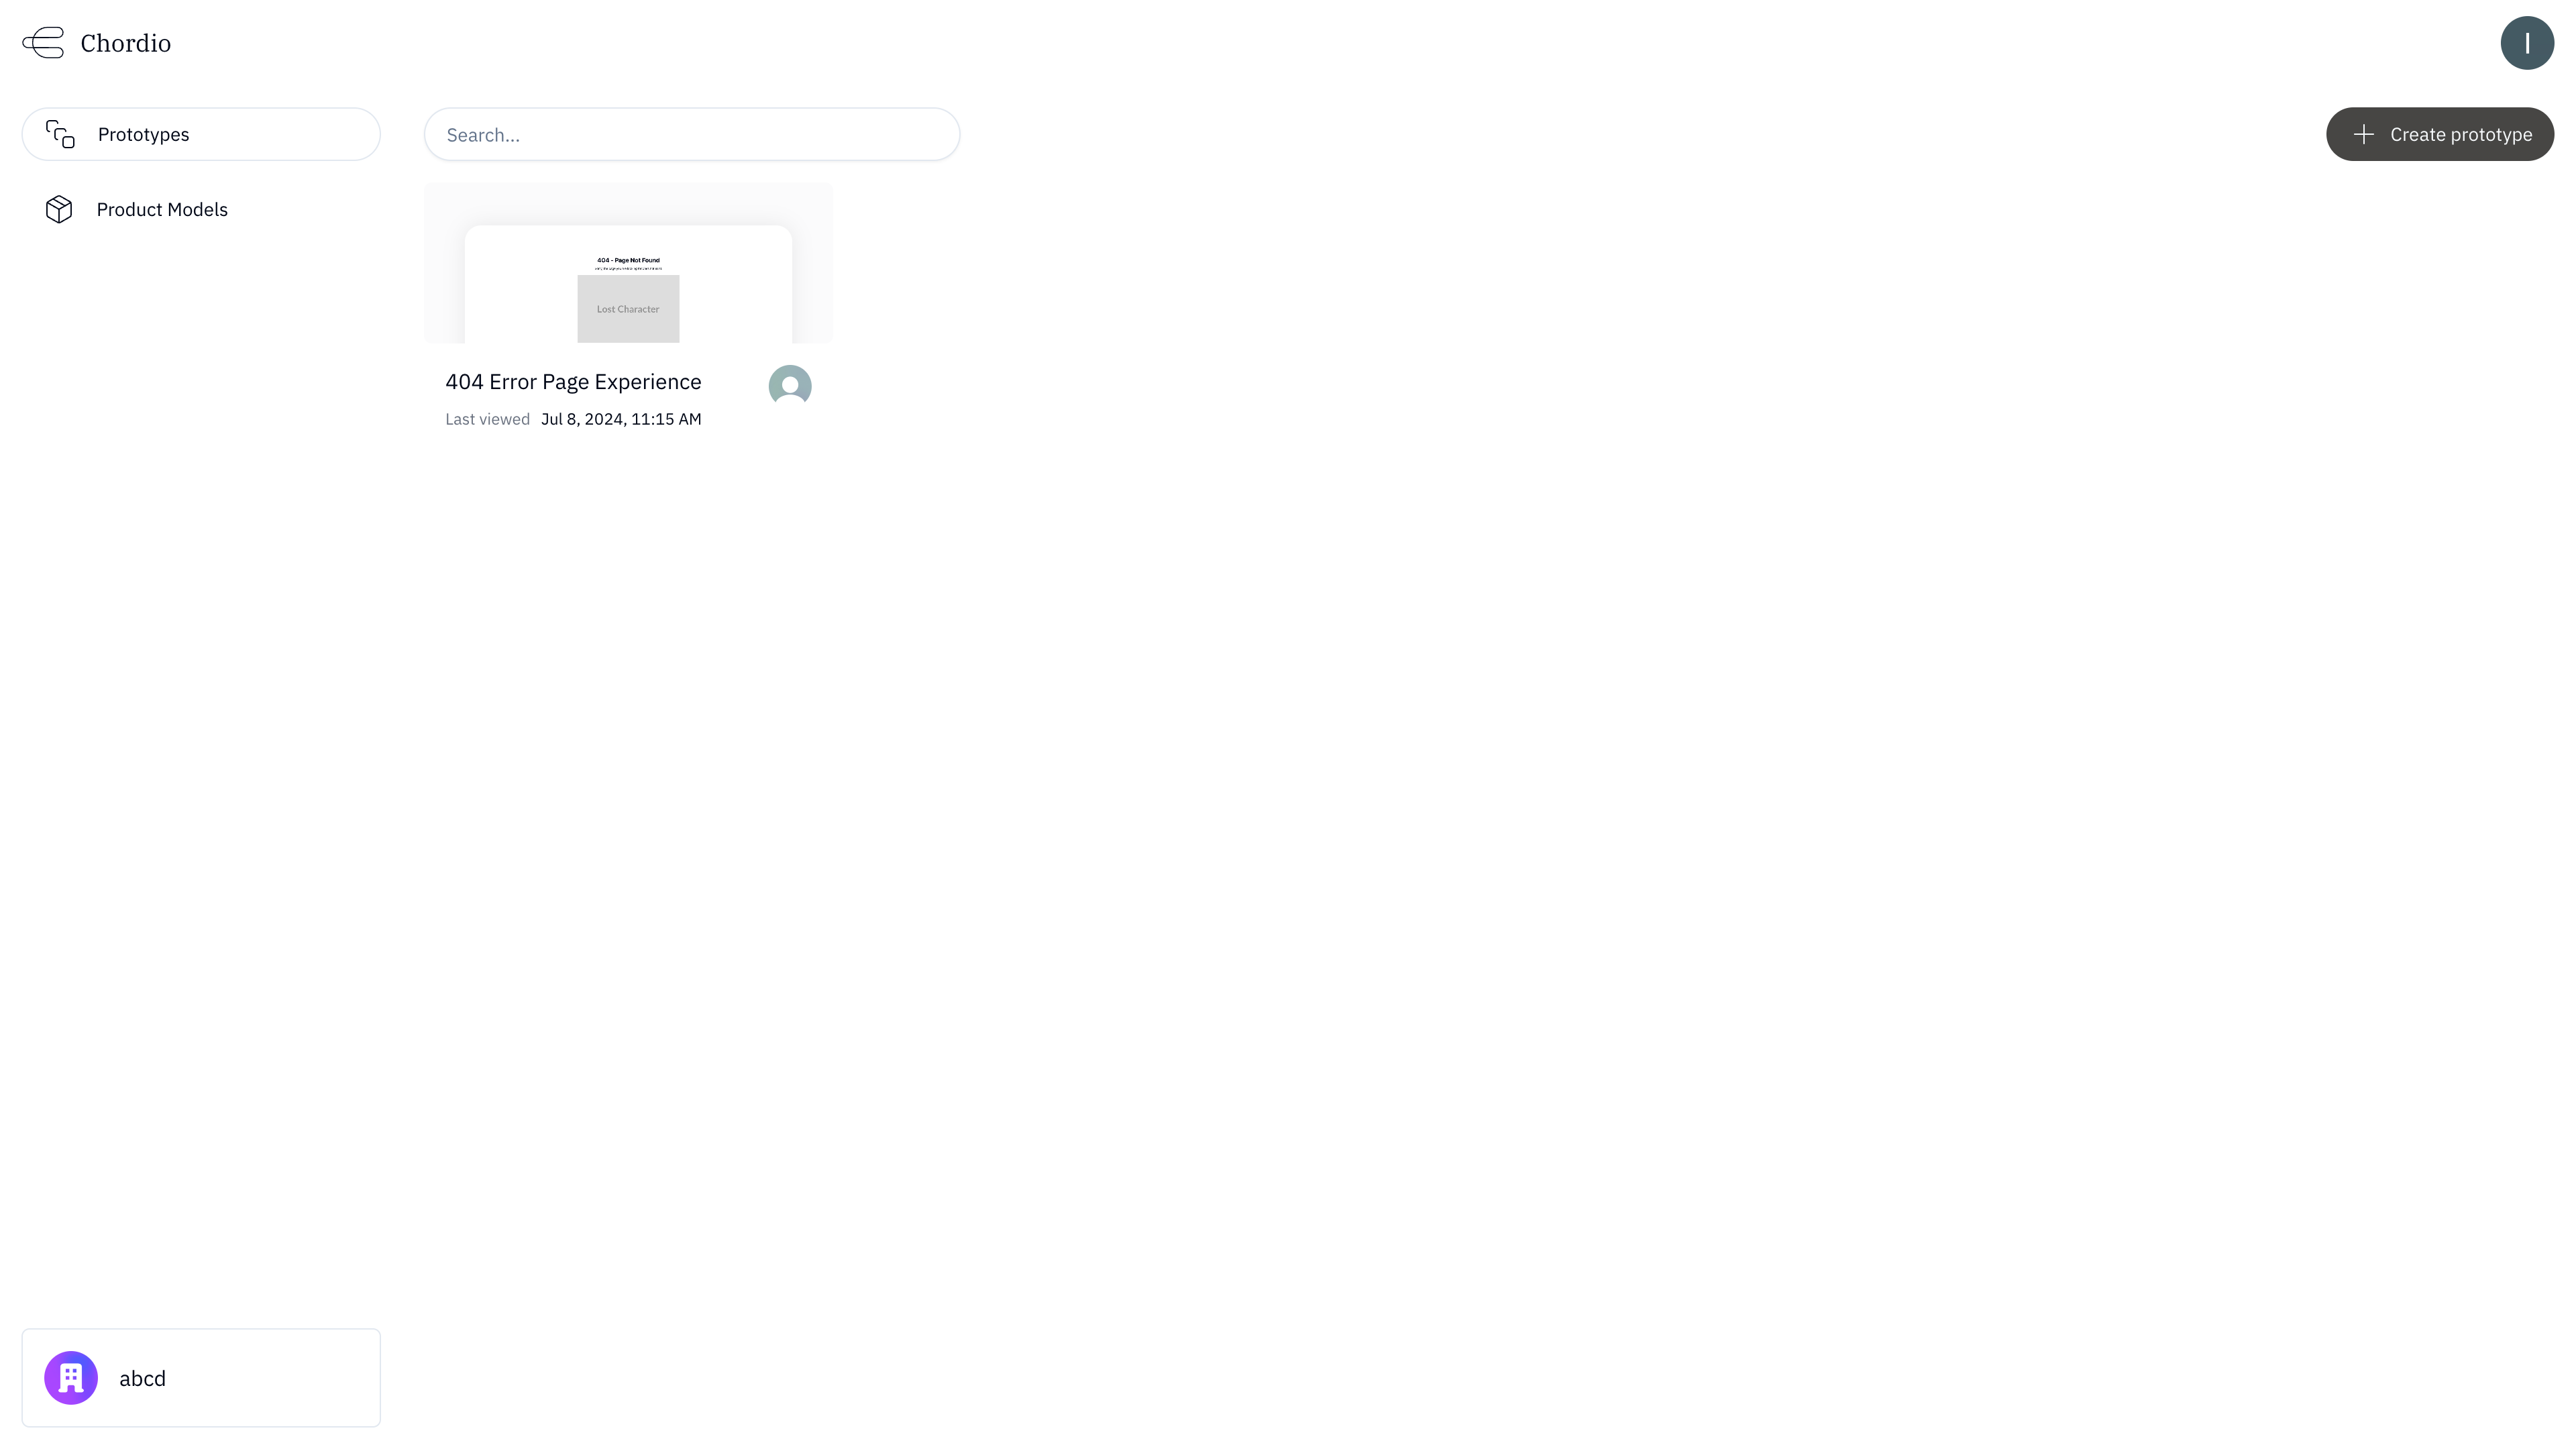 Chordio
I
Prototypes
Search...
Create prototype
Product Models
404 - Page Not Found
Lost Character
404 Error Page Experience
Last viewed Jul 8, 2024, 11:15 AM
abcd